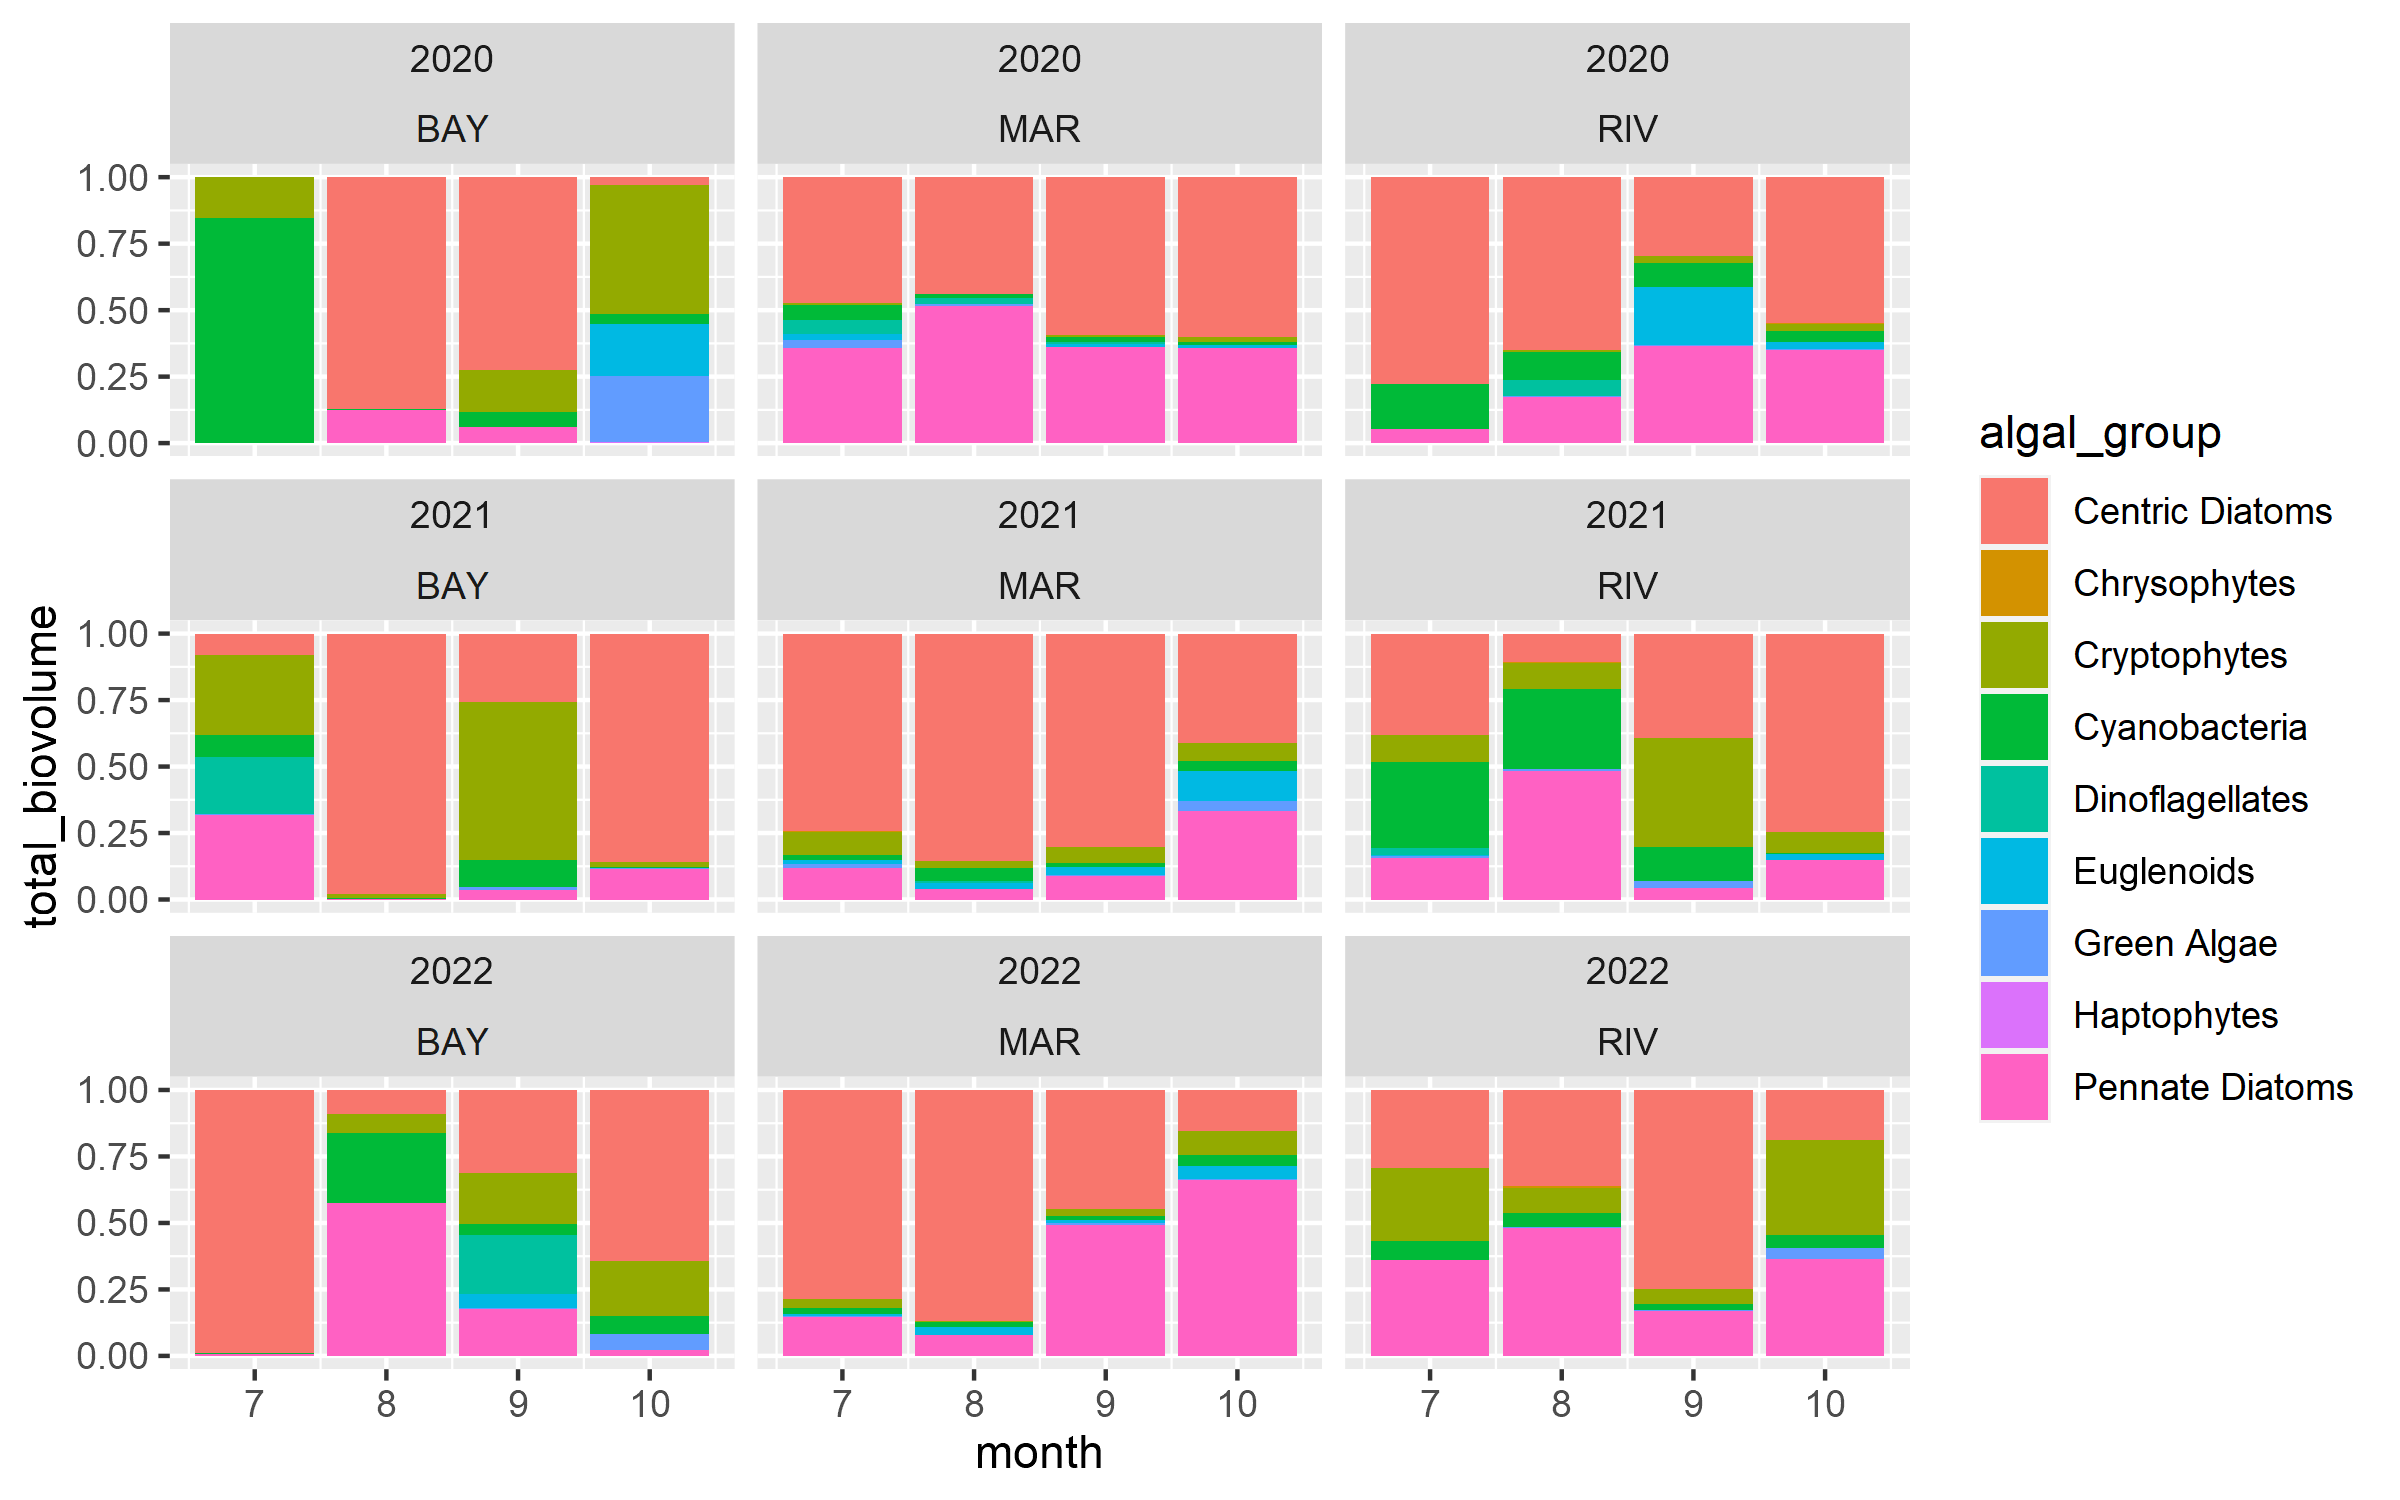 2020
2020
2020
BAY
MAR
RIV
1.00
0.75
0.50
0.25
0.00
2021
2021
2021
BAY
MAR
RIV
1.00
0.75
0.50
0.25
0.00
2022
2022
2022
BAY
MAR
RIV
1.00
0.75
0.50
0.25
0.00
7
8
9
10
7
8
9
10
7
8
9
10
month
total_biovolume
algal_group
Centric Diatoms
Chrysophytes
Cryptophytes
Cyanobacteria
Dinoflagellates
Euglenoids
Green Algae
Haptophytes
Pennate Diatoms